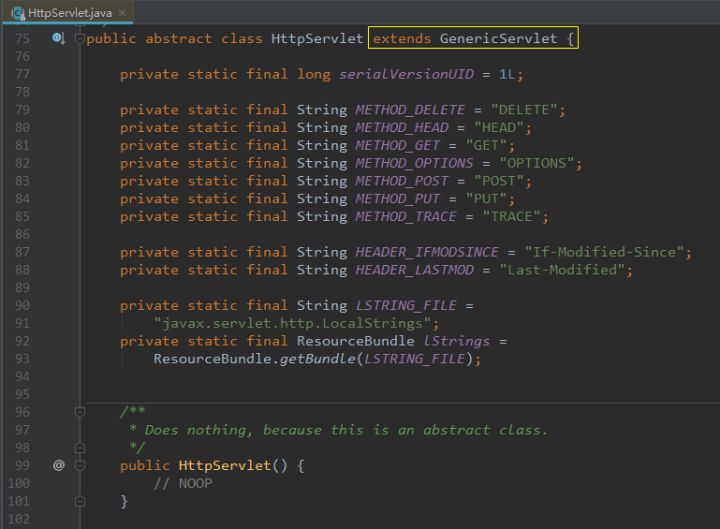 HttpServlet.java ×
75 public abstract class HttpServlet extends GenericServlet {
76
77 private static final long serialVersionUID = 1L;
78
79 private static final String METHOD_DELETE = "DELETE";
80 private static final String METHOD_HEAD = "HEAD";
81 private static final String METHOD_GET = "GET";
82 private static final String METHOD_OPTIONS = "OPTIONS";
83 private static final String METHOD_POST = "POST";
84 private static final String METHOD_PUT = "PUT";
85 private static final String METHOD_TRACE = "TRACE";
86
87 private static final String HEADER_IFMODSINCE = "If-Modified-Since";
88 private static final String HEADER_LASTMOD = "Last-Modified";
89
90 private static final String LSTRING_FILE =
91 "javax.servlet.http.LocalStrings";
92 private static final ResourceBundle lStrings =
93 ResourceBundle.getBundle(LSTRING_FILE);
94
95
96 /**
97 * Does nothing, because this is an abstract class.
98 */
99 @ public HttpServlet() {
100 // NOOP
101 }
102